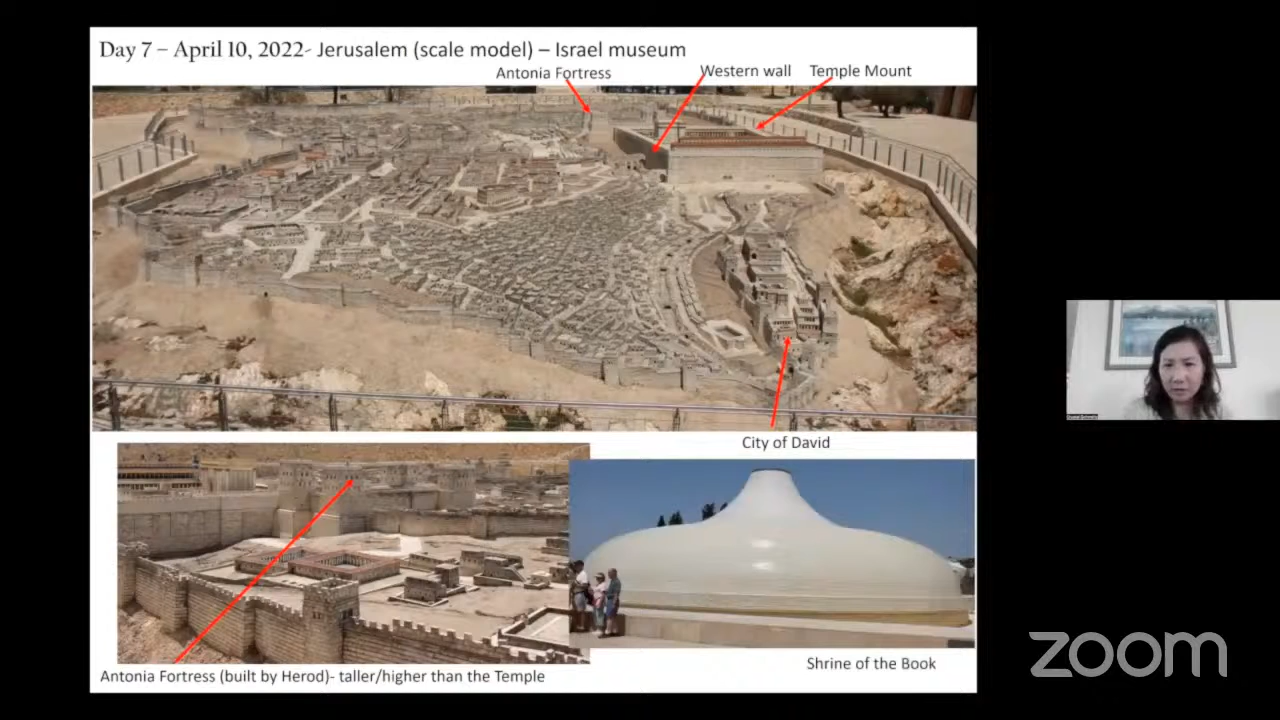 Day 7 – April 10, 2022- Jerusalem (scale model) – Israel museum
Antonia Fortress
Western wall
Temple Mount
City of David
Antonia Fortress (built by Herod)- taller/higher than the Temple
Shrine of the Book
zoom